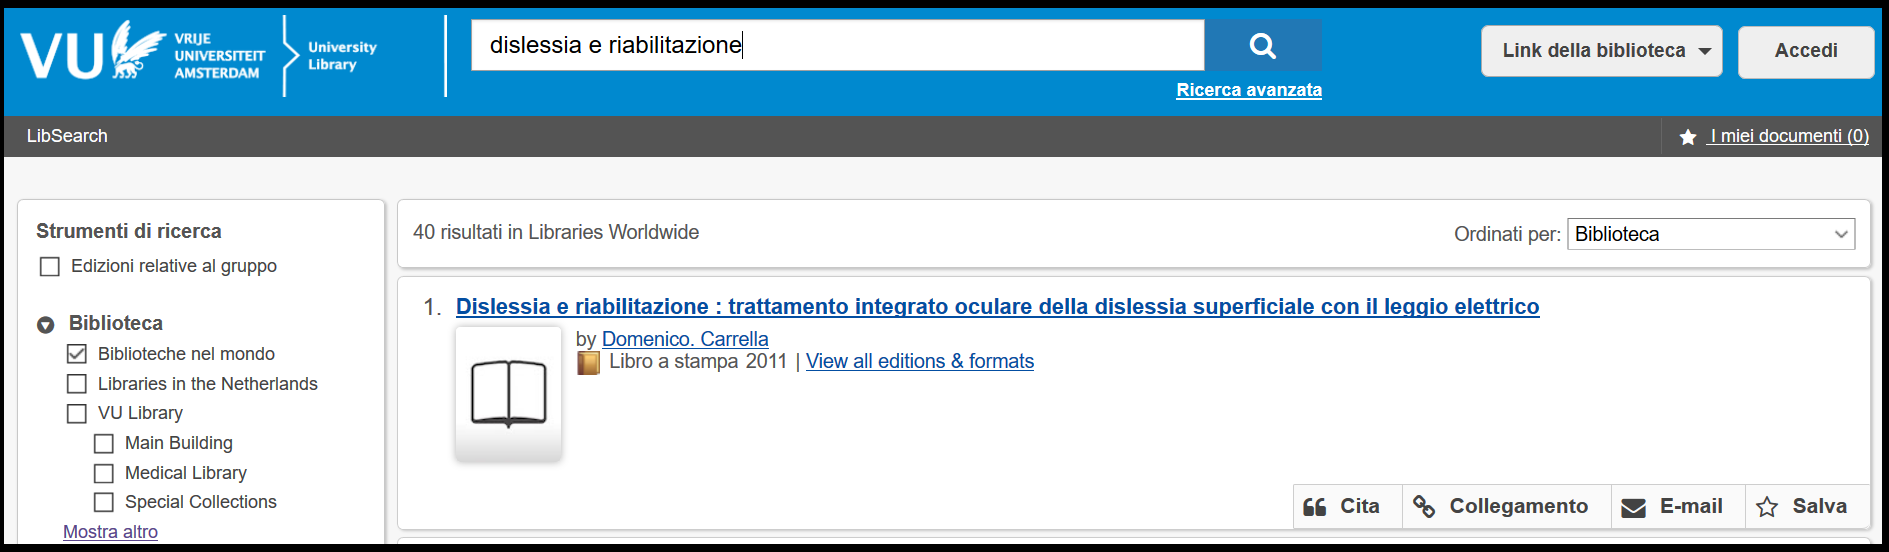 VU VRIJE UNIVERSITEIT AMSTERDAM
University Library
dislessia e riabilitazione
Ricerca avanzata
Link della biblioteca
Accedi
LibSearch
I miei documenti (0)
Strumenti di ricerca
Edizioni relative al gruppo
Biblioteca
Biblioteche nel mondo
Libraries in the Netherlands
VU Library
Main Building
Medical Library
Special Collections
Mostra altro
40 risultati in Libraries Worldwide
Ordinati per: Biblioteca
1. Dislessia e riabilitazione : trattamento integrato oculare della dislessia superficiale con il leggio elettrico
by Domenico. Carrella
Libro a stampa 2011 | View all editions & formats
Cita
Collegamento
E-mail
Salva